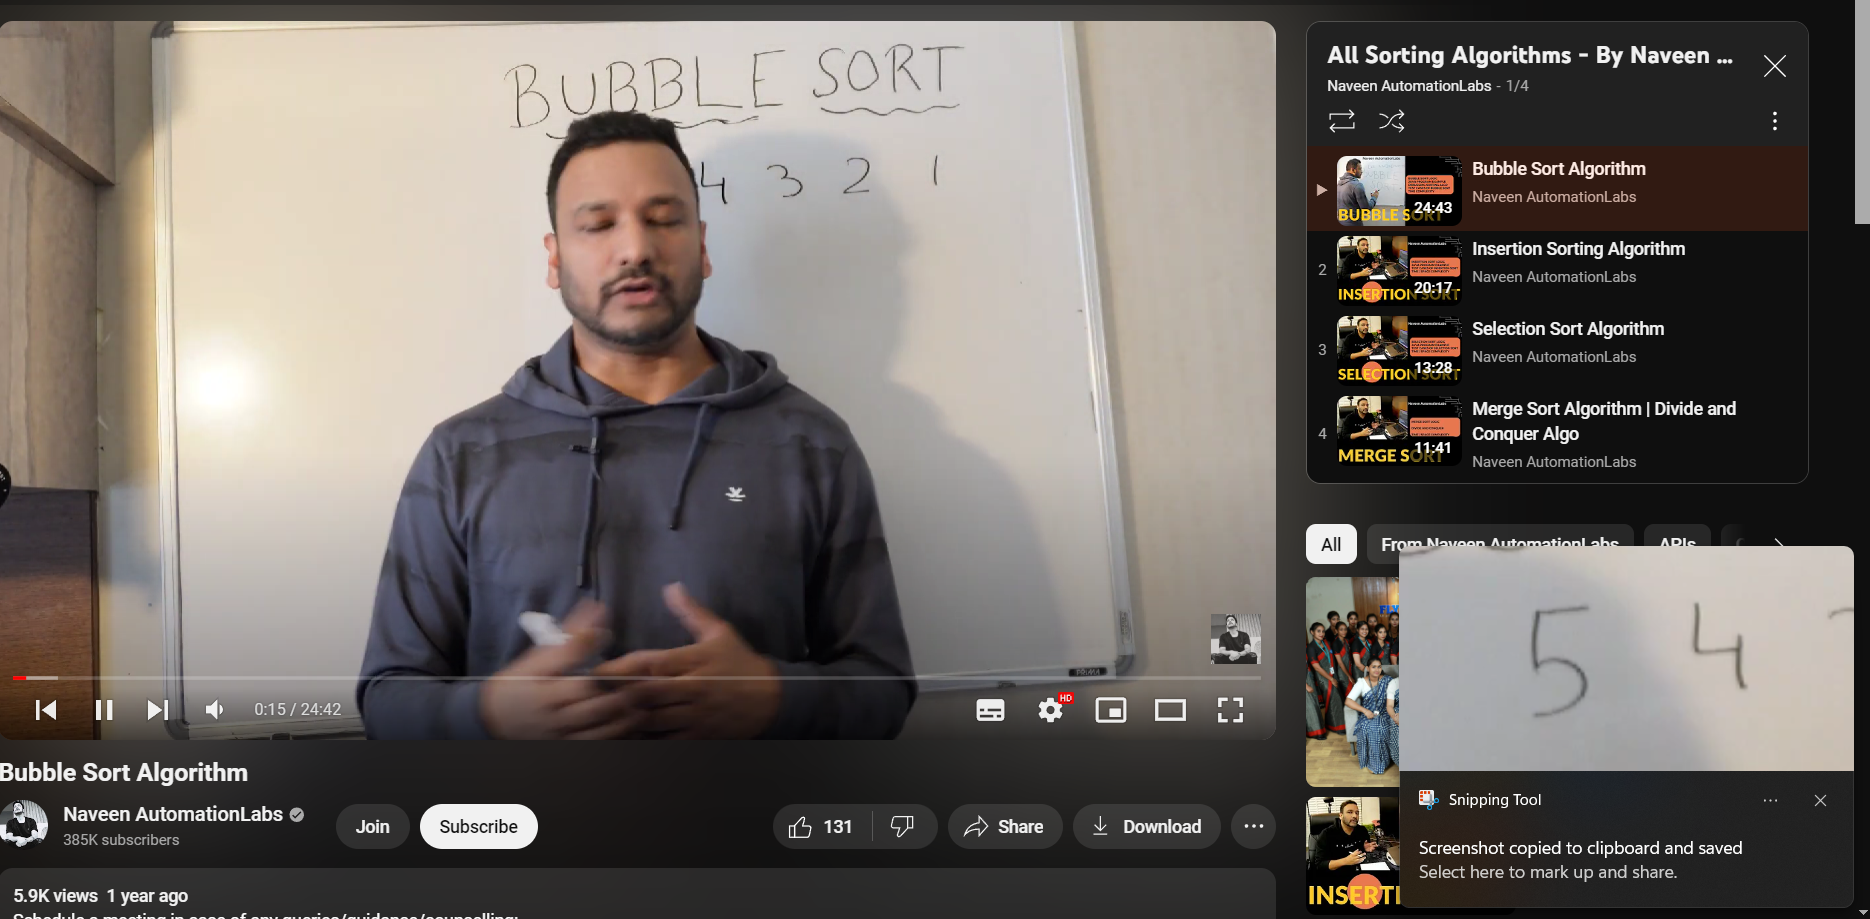 BUBBLE SORT
4 3 2 1
0:15 / 24:42
HD
Bubble Sort Algorithm
Naveen AutomationLabs
385K subscribers
Join
Subscribe
131
Share
Download
5.9K views 1 year ago
Schedule a meeting in case of any queries/guidance/counselling:
All Sorting Algorithms - By Naveen ...
Naveen AutomationLabs - 1/4
BUBBLE SORT
24:43
Bubble Sort Algorithm
Naveen AutomationLabs
2
INSERTION SORT
20:17
Insertion Sorting Algorithm
Naveen AutomationLabs
3
SELECTION SORT
13:28
Selection Sort Algorithm
Naveen AutomationLabs
4
MERGE SORT
11:41
Merge Sort Algorithm | Divide and
Conquer Algo
Naveen AutomationLabs
All
From Naveen AutomationLabs
APIs
5 4
INSERTI
Snipping Tool
Screenshot copied to clipboard and saved
Select here to mark up and share.